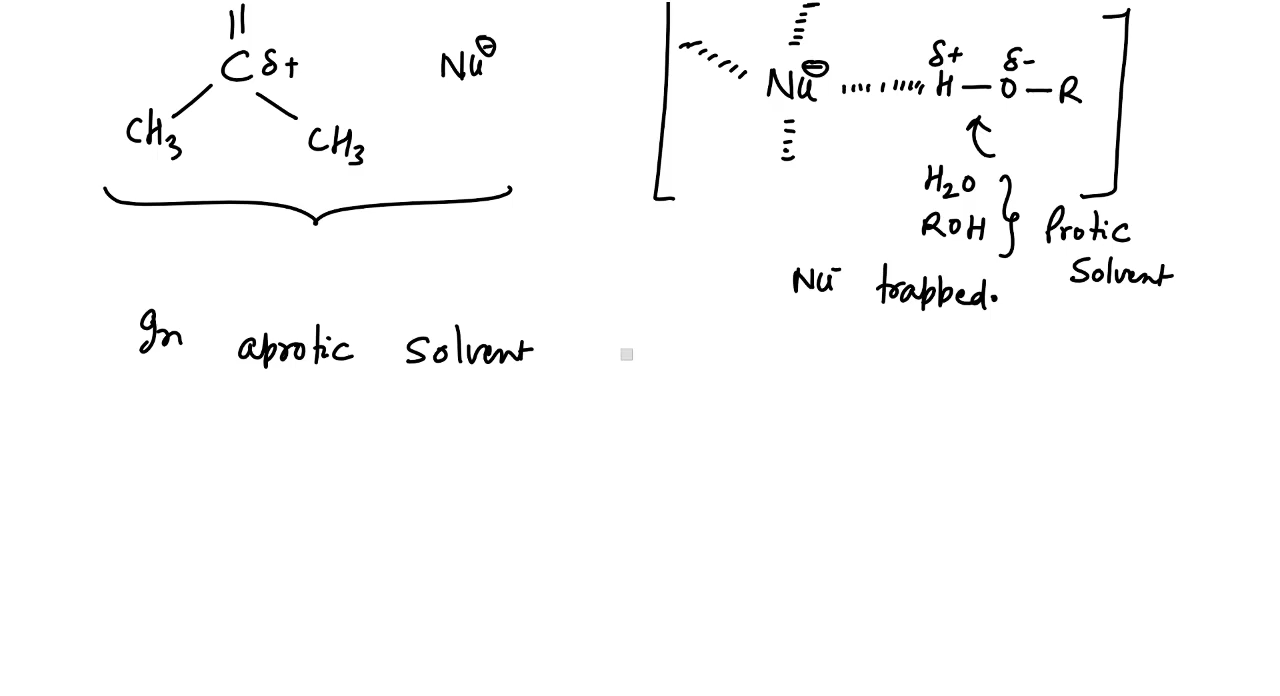 C δ+ Nu⊖
CH3 CH3
Nu⊖ H — O — R
δ+ δ-
H2O
ROH
Protic
Solvent
Nu- trapped.
In aprotic solvent